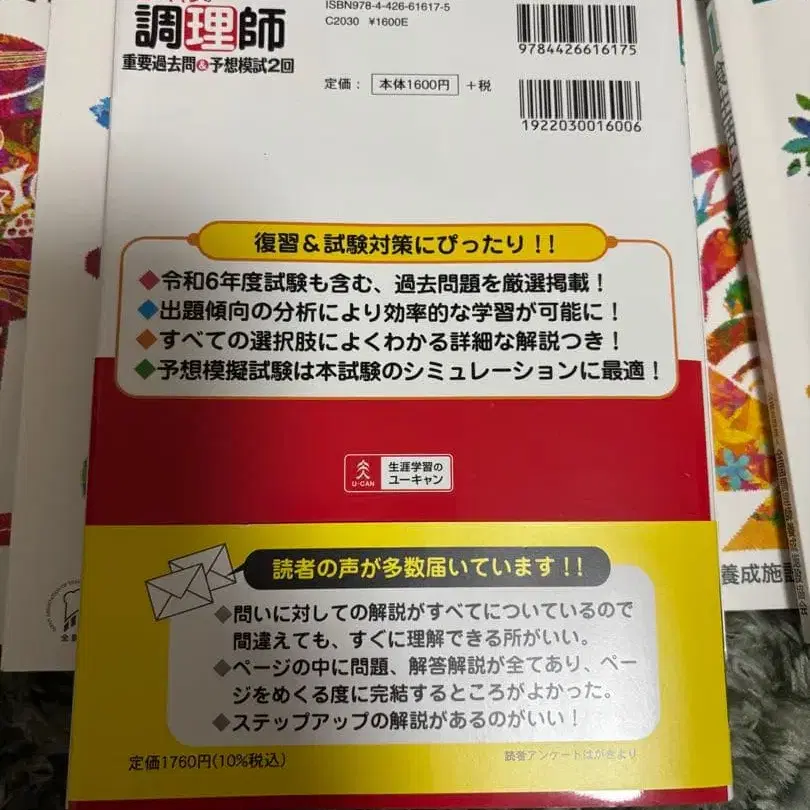 調理師
重要過去問&予想模試2回
ISBN978-4-426-61617-5
C2030 ¥1600E
定価: 本体1600円 +税
9784426616175
1922030016006
復習&試験対策にぴったり!!
◆令和6年度試験も含む、過去問題を厳選掲載!
◆出題傾向の分析により効率的な学習が可能に!
◆すべての選択肢によくわかる詳細な解説つき!
◆予想模擬試験は本試験のシミュレーションに最適!
U-CAN
生涯学習の
ユーキャン
読者の声が多数届いています!!
◆問いに対しての解説がすべてについているので
間違えても、すぐに理解できる所がいい。
◆ページの中に問題、解答解説が全てあり、ペー
ジをめくる度に完結するところがよかった。
◆ステップアップの解説があるのがいい!
定価1760円(10%税込)
読者アンケートはがきより
養成施設